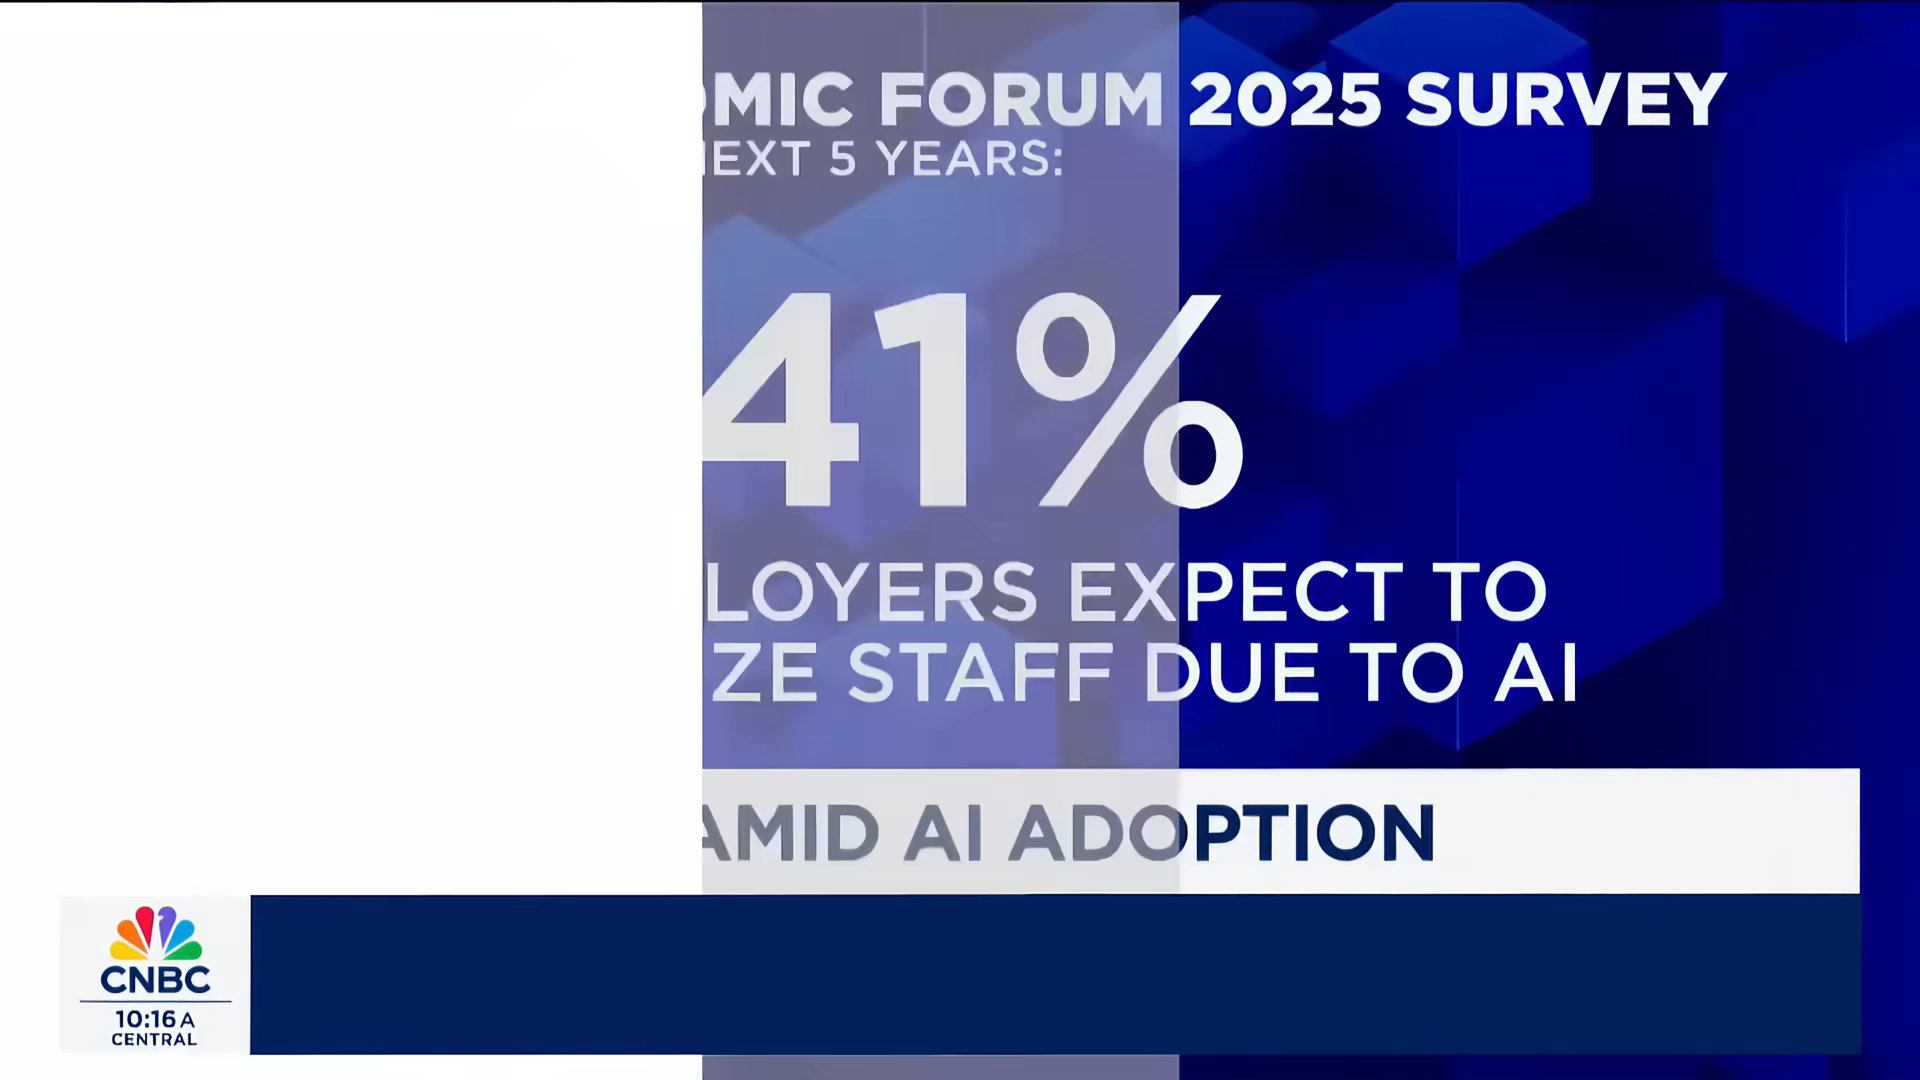 OMIC FORUM 2025 SURVEY
EXT 5 YEARS:
41%
LOYERS EXPECT TO
ZE STAFF DUE TO AI
AMID AI ADOPTION
CNBC
10:16 A
CENTRAL